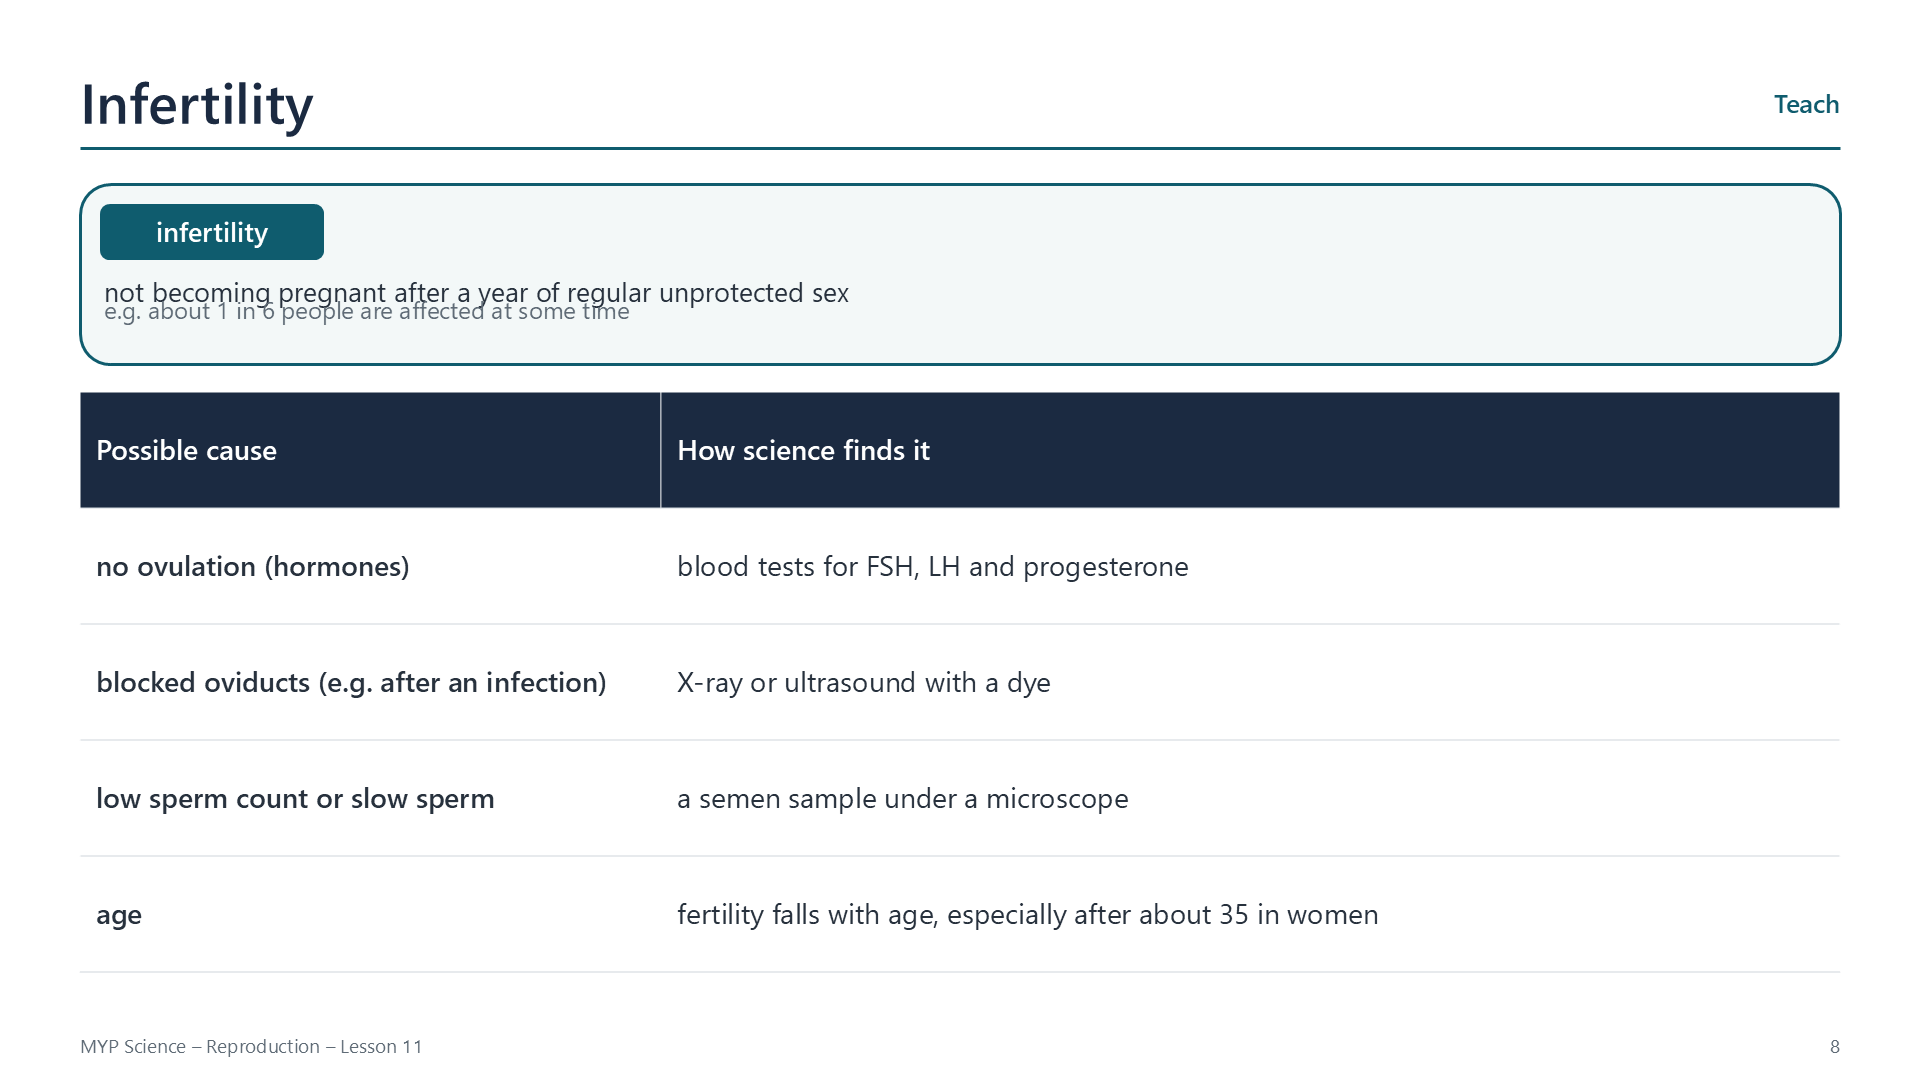 Infertility
Teach
infertility
not becoming pregnant after a year of regular unprotected sex
e.g. about 1 in 6 people are affected at some time
Possible cause
How science finds it
no ovulation (hormones)
blood tests for FSH, LH and progesterone
blocked oviducts (e.g. after an infection)
X-ray or ultrasound with a dye
low sperm count or slow sperm
a semen sample under a microscope
age
fertility falls with age, especially after about 35 in women
MYP Science – Reproduction – Lesson 11
8